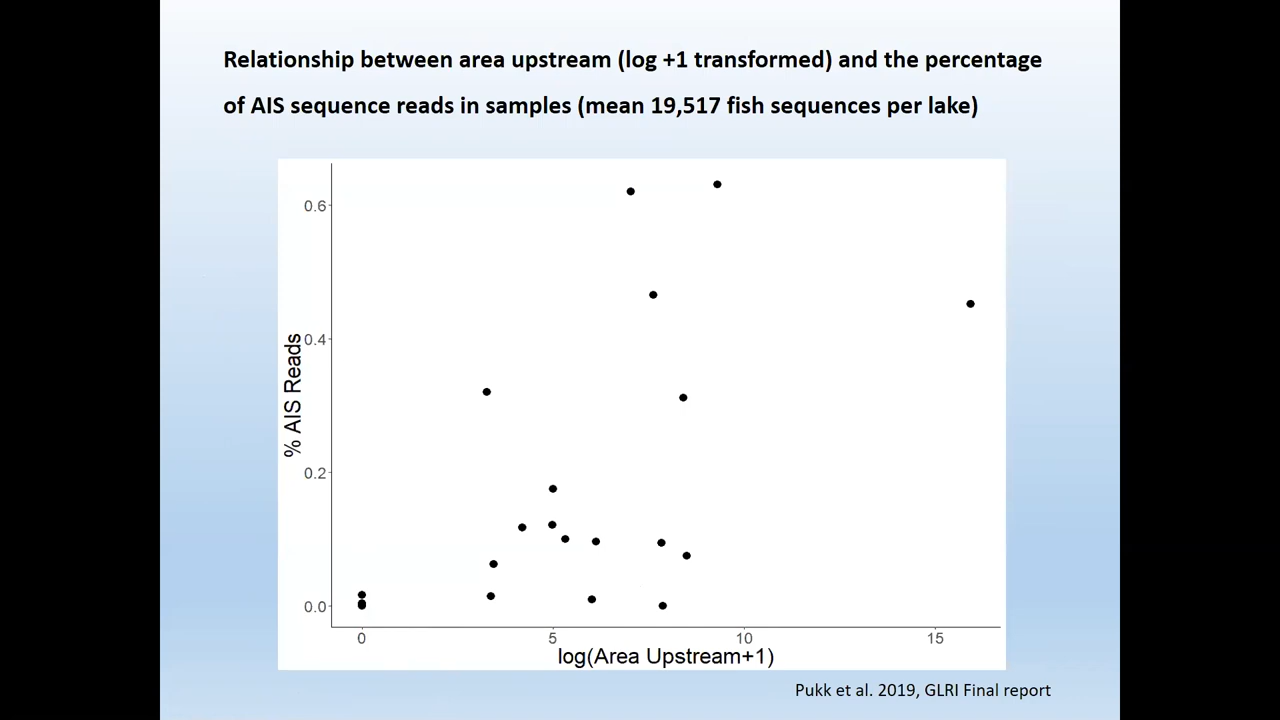 Relationship between area upstream (log +1 transformed) and the percentage
of AIS sequence reads in samples (mean 19,517 fish sequences per lake)
0.6
0.4
0.2
0.0
% AIS Reads
0 5 10 15
log(Area Upstream+1)
Pukk et al. 2019, GLRI Final report